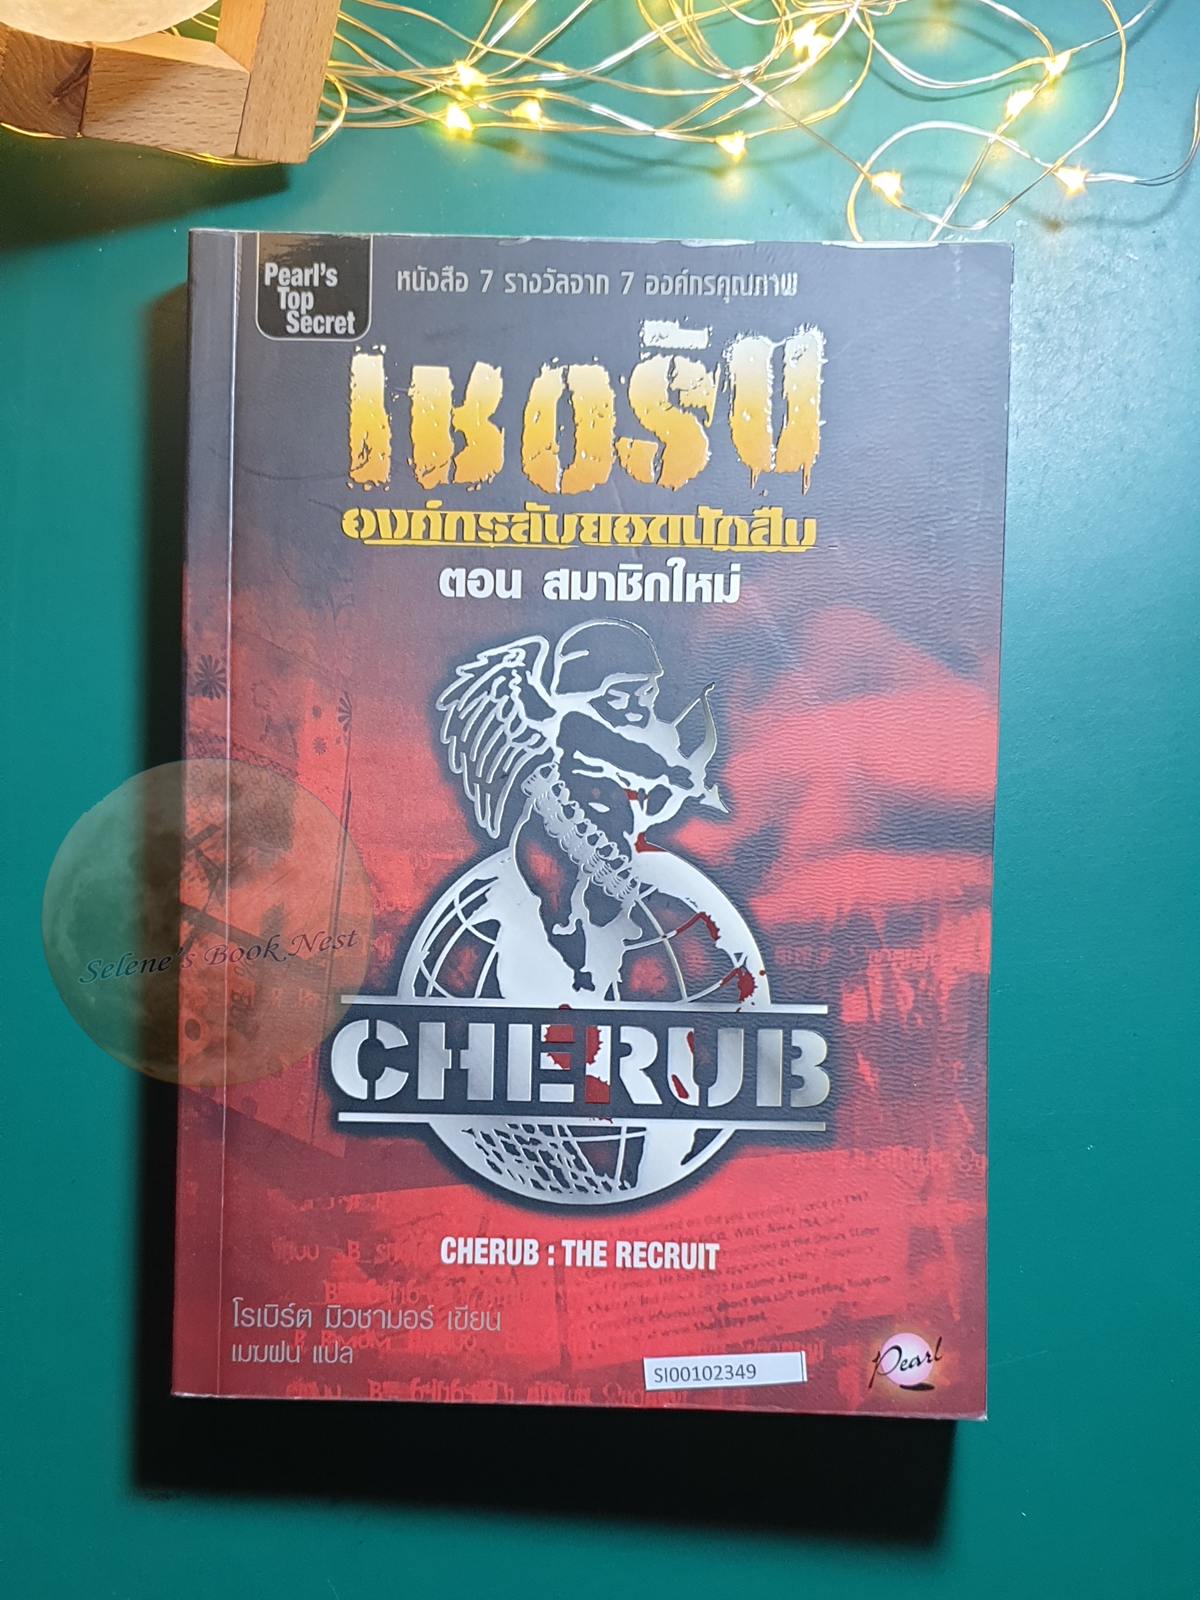 Pearl's
Top
Secret
หนังสือ 7 รางวัลจาก 7 องค์กรคุณภาพ
เชอรับ
องค์กรลับยอดนักสืบ
ตอน สมาชิกใหม่
Selene's Book Nest
CHERUB
CHERUB : THE RECRUIT
โรเบิร์ต มิวชามอร์ เขียน
เมฆฝน แปล
SI00102349
Pearl